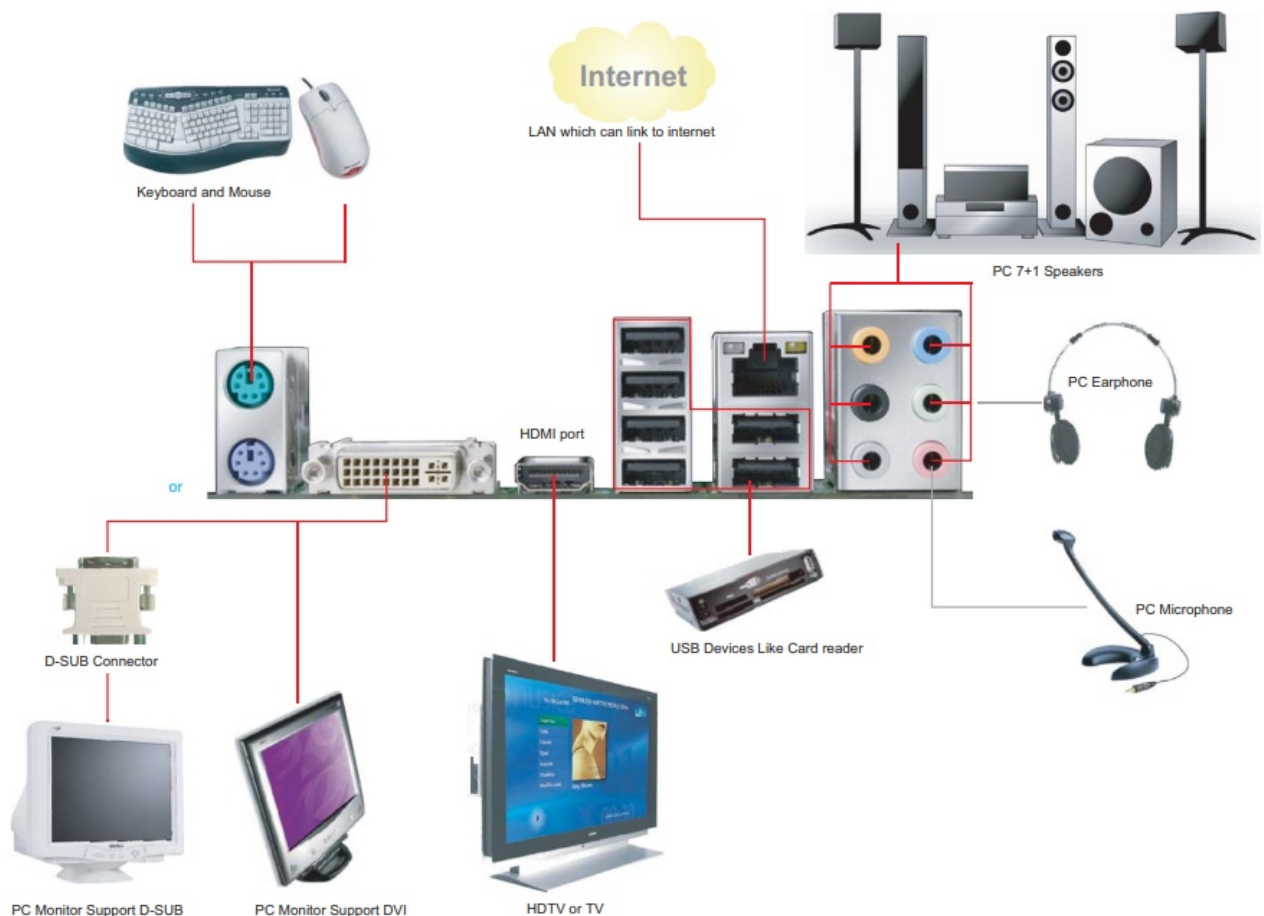 Internet
LAN which can link to internet
Keyboard and Mouse
PC 7+1 Speakers
PC Earphone
HDMI port
or
PC Microphone
USB Devices Like Card reader
D-SUB Connector
PC Monitor Support D-SUB
PC Monitor Support DVI
HDTV or TV